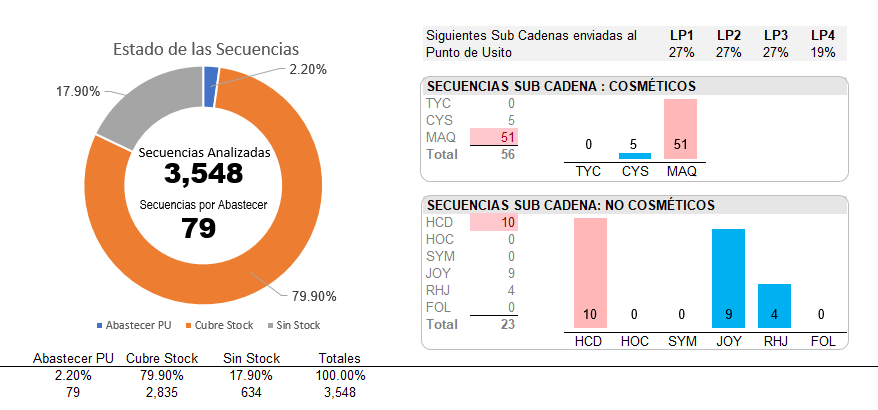 Estado de las Secuencias
2.20%
17.90%
Secuencias Analizadas
3,548
Secuencias por Abastecer
79
79.90%
Abastecer PU Cubre Stock Sin Stock
Abastecer PU Cubre Stock Sin Stock Totales
2.20% 79.90% 17.90% 100.00%
79 2,835 634 3,548
Siguientes Sub Cadenas enviadas al LP1 LP2 LP3 LP4
Punto de Usito 27% 27% 27% 19%
SECUENCIAS SUB CADENA : COSMÉTICOS
TYC 0
CYS 5
MAQ 51
Total 56
0 5 51
TYC CYS MAQ
SECUENCIAS SUB CADENA: NO COSMÉTICOS
HCD 10
HOC 0
SYM 0
JOY 9
RHJ 4
FOL 0
Total 23
10 0 0 9 4 0
HCD HOC SYM JOY RHJ FOL